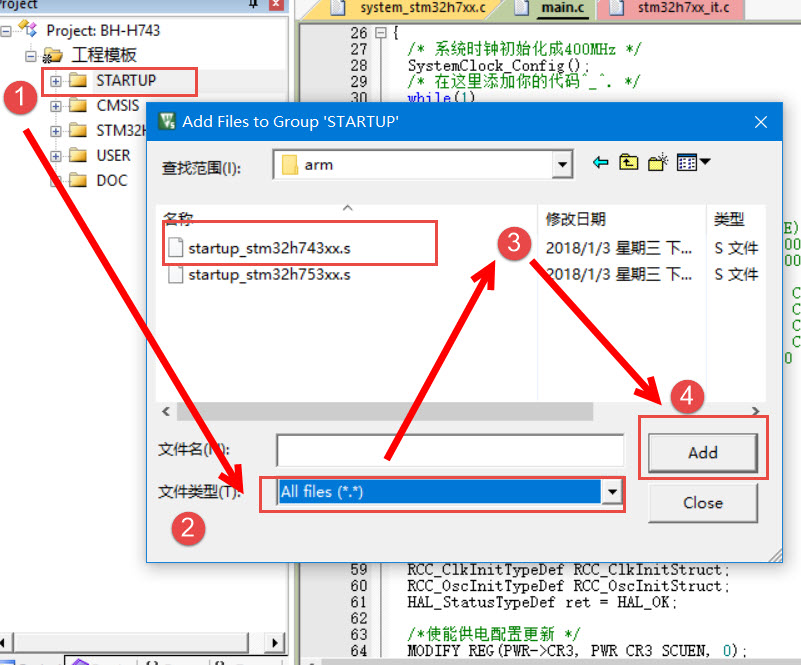 Project
Project: BH-H743
工程模板
STARTUP
CMSIS
STM32H
USER
DOC
system_stm32h7xx.c
main.c
stm32h7xx_it.c
26 {
27 /* 系统时钟初始化成400MHz */
28 SystemClock_Config();
29 /* 在这里添加你的代码^_^. */
30 while(1)
1
Add Files to Group 'STARTUP'
查找范围(I):
arm
名称
修改日期
类型
startup_stm32h743xx.s
2018/1/3 星期三 下...
S 文件
startup_stm32h753xx.s
2018/1/3 星期三 下...
S 文件
3
4
文件名(N):
Add
文件类型(T):
All files (*.*)
Close
2
E)
00
00
C
C
C
C
0
59 RCC_ClkInitTypeDef RCC_ClkInitStruct;
60 RCC_OscInitTypeDef RCC_OscInitStruct;
61 HAL_StatusTypeDef ret = HAL_OK;
62
63 /*使能供电配置更新 */
64 MODIFY_REG(PWR->CR3, PWR_CR3_SCUEN, 0);